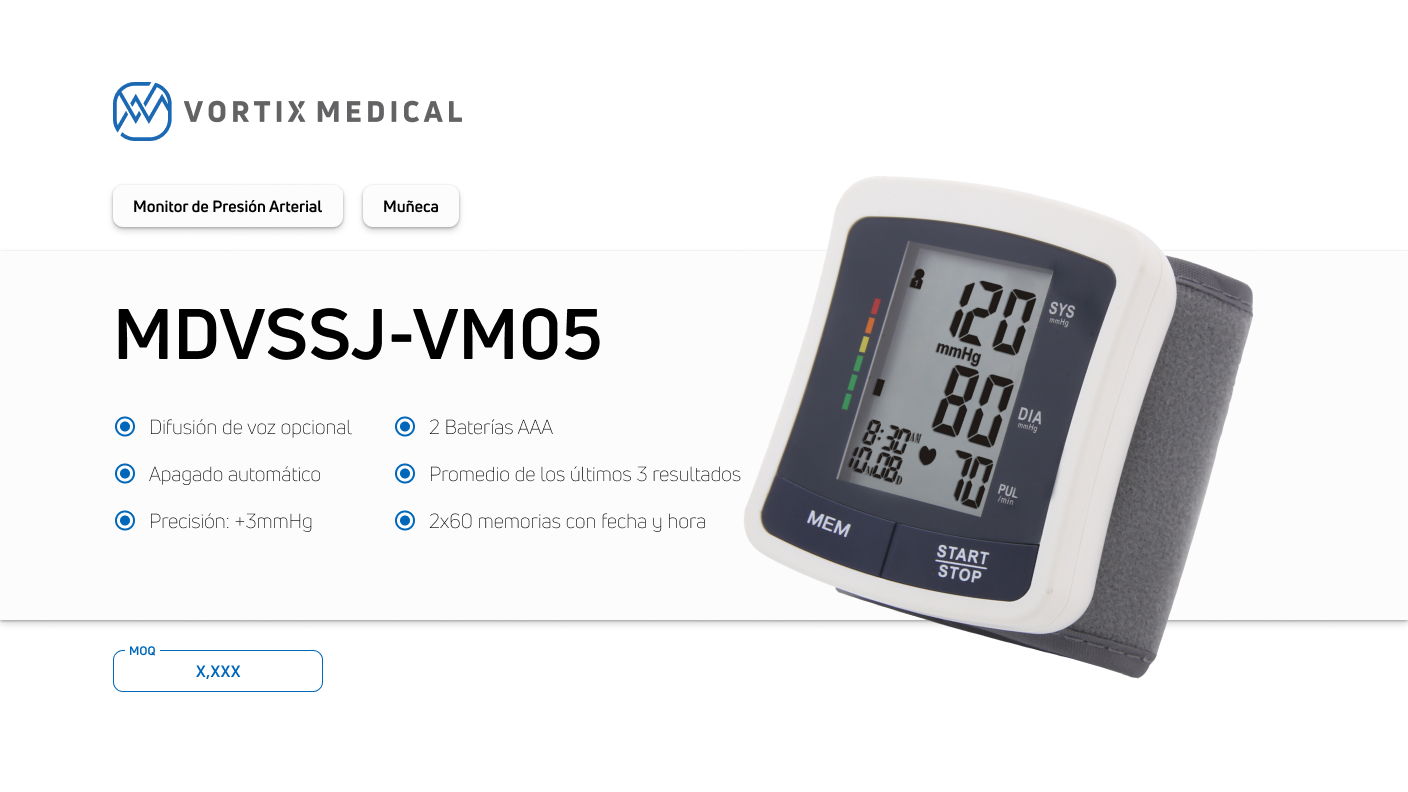 VORTIX MEDICAL
Monitor de Presión Arterial
Muñeca
MDVSSJ-VM05
Difusión de voz opcional
2 Baterías AAA
Apagado automático
Promedio de los últimos 3 resultados
Precisión: +3mmHg
2x60 memorias con fecha y hora
MOQ
X,XXX
120
SYS
mmHg
mmHg
80
DIA
mmHg
8:30 AM
10M08D
70
PUL
/min
MEM
START
STOP